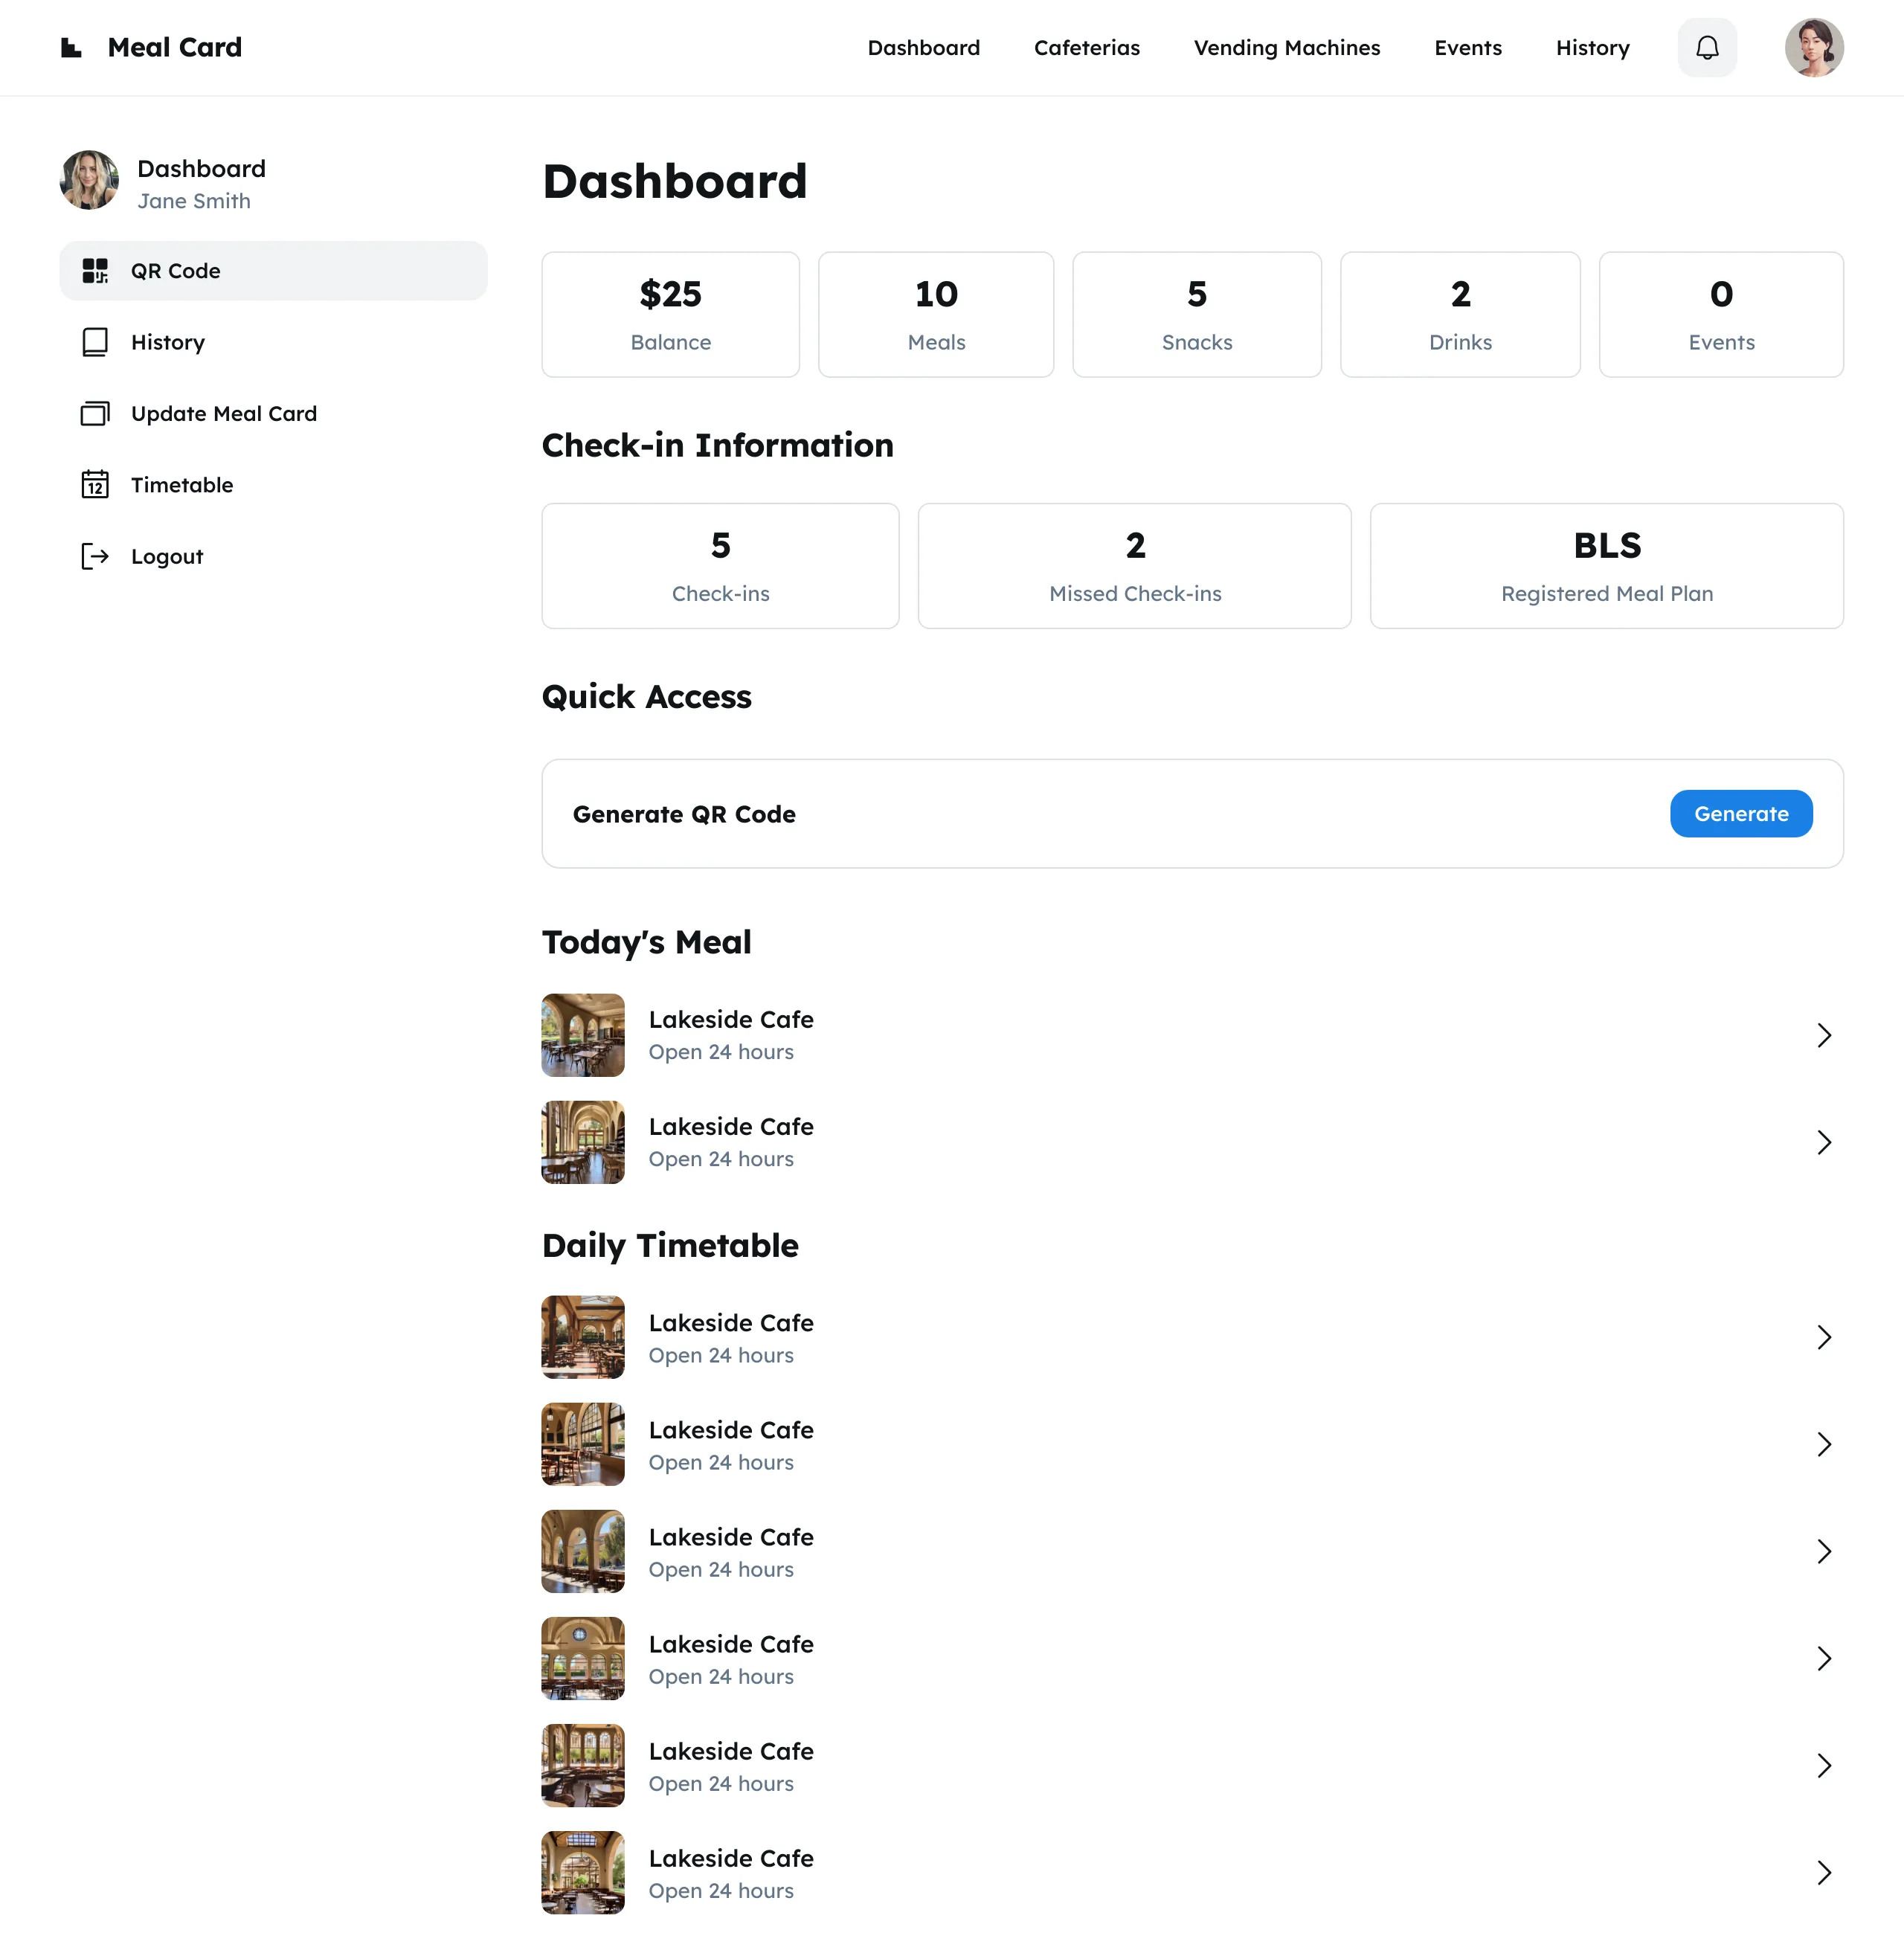 Meal Card
Dashboard
Cafeterias
Vending Machines
Events
History
Dashboard
Jane Smith
QR Code
History
Update Meal Card
12
Timetable
Logout
Dashboard
$25
Balance
10
Meals
5
Snacks
2
Drinks
0
Events
Check-in Information
5
Check-ins
2
Missed Check-ins
BLS
Registered Meal Plan
Quick Access
Generate QR Code
Generate
Today's Meal
Lakeside Cafe
Open 24 hours
Lakeside Cafe
Open 24 hours
Daily Timetable
Lakeside Cafe
Open 24 hours
Lakeside Cafe
Open 24 hours
Lakeside Cafe
Open 24 hours
Lakeside Cafe
Open 24 hours
Lakeside Cafe
Open 24 hours
Lakeside Cafe
Open 24 hours